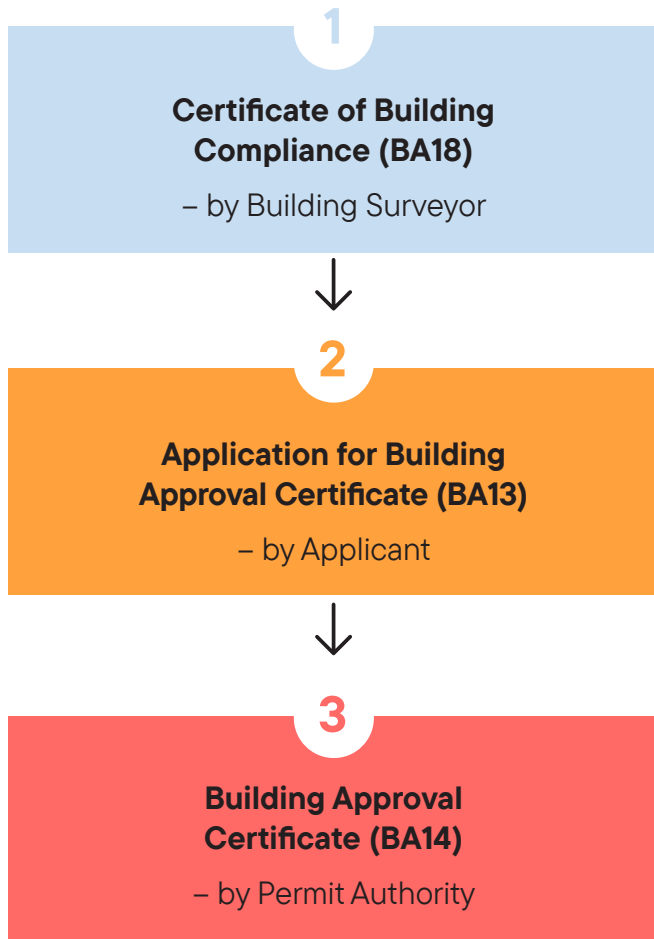 1
Certificate of Building
Compliance (BA18)
– by Building Surveyor
2
Application for Building
Approval Certificate (BA13)
– by Applicant
3
Building Approval
Certificate (BA14)
– by Permit Authority